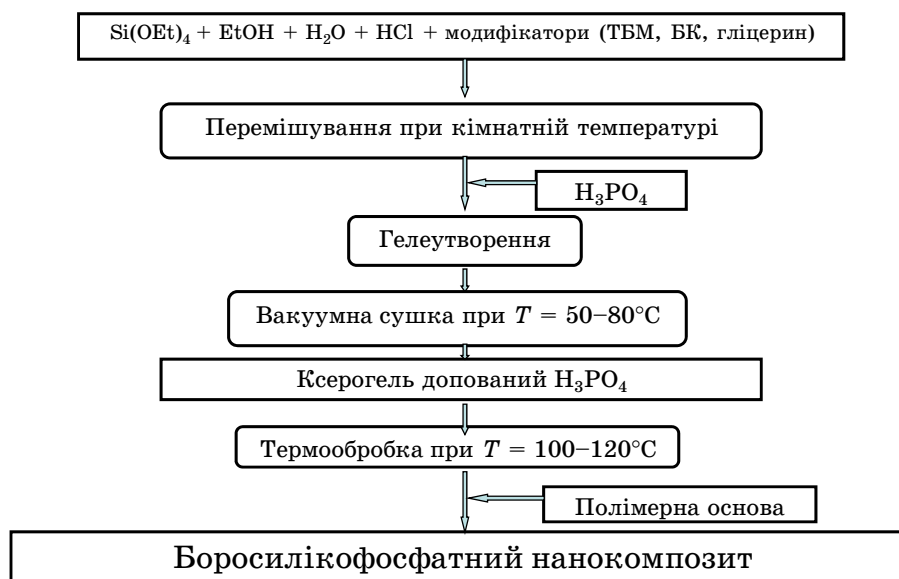 Si(OEt)₄ + EtOH + H₂O + HCl + модифікатори (ТБМ, БК, гліцерин)
Перемішування при кімнатній температурі
H₃PO₄
Гелеутворення
Вакуумна сушка при T = 50–80°C
Ксерогель допований H₃PO₄
Термообробка при T = 100–120°C
Полімерна основа
Боросилікофосфатний нанокомпозит